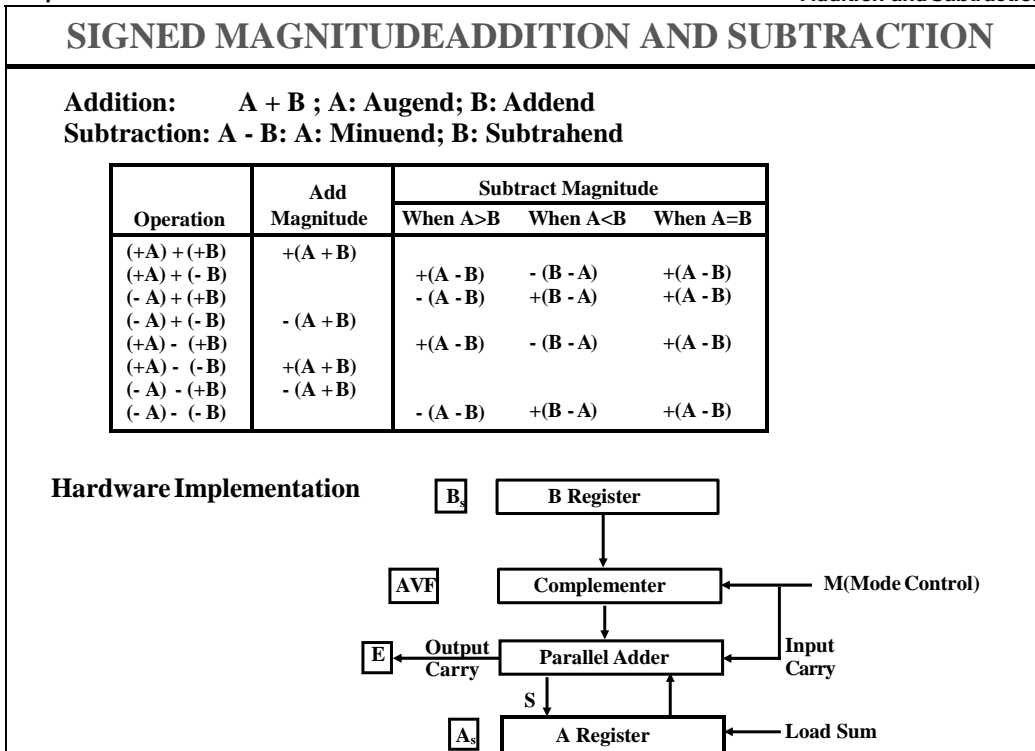 Addition and Subtraction
SIGNED MAGNITUDEADDITION AND SUBTRACTION
Addition: A + B ; A: Augend; B: Addend
Subtraction: A - B: A: Minuend; B: Subtrahend
Operation Add Magnitude Subtract Magnitude
When A>B When A<B When A=B
(+A) + (+B) +(A + B)
(+A) + (- B) +(A - B) - (B - A) +(A - B)
(- A) + (+B) - (A - B) +(B - A) +(A - B)
(- A) + (- B) - (A + B)
(+A) - (+B) +(A - B) - (B - A) +(A - B)
(+A) - (- B) +(A + B)
(- A) - (+B) - (A + B)
(- A) - (- B) - (A - B) +(B - A) +(A - B)
Hardware Implementation
Bs B Register
AVF Complementer M(Mode Control)
E Output Carry Parallel Adder Input Carry
S
As A Register Load Sum